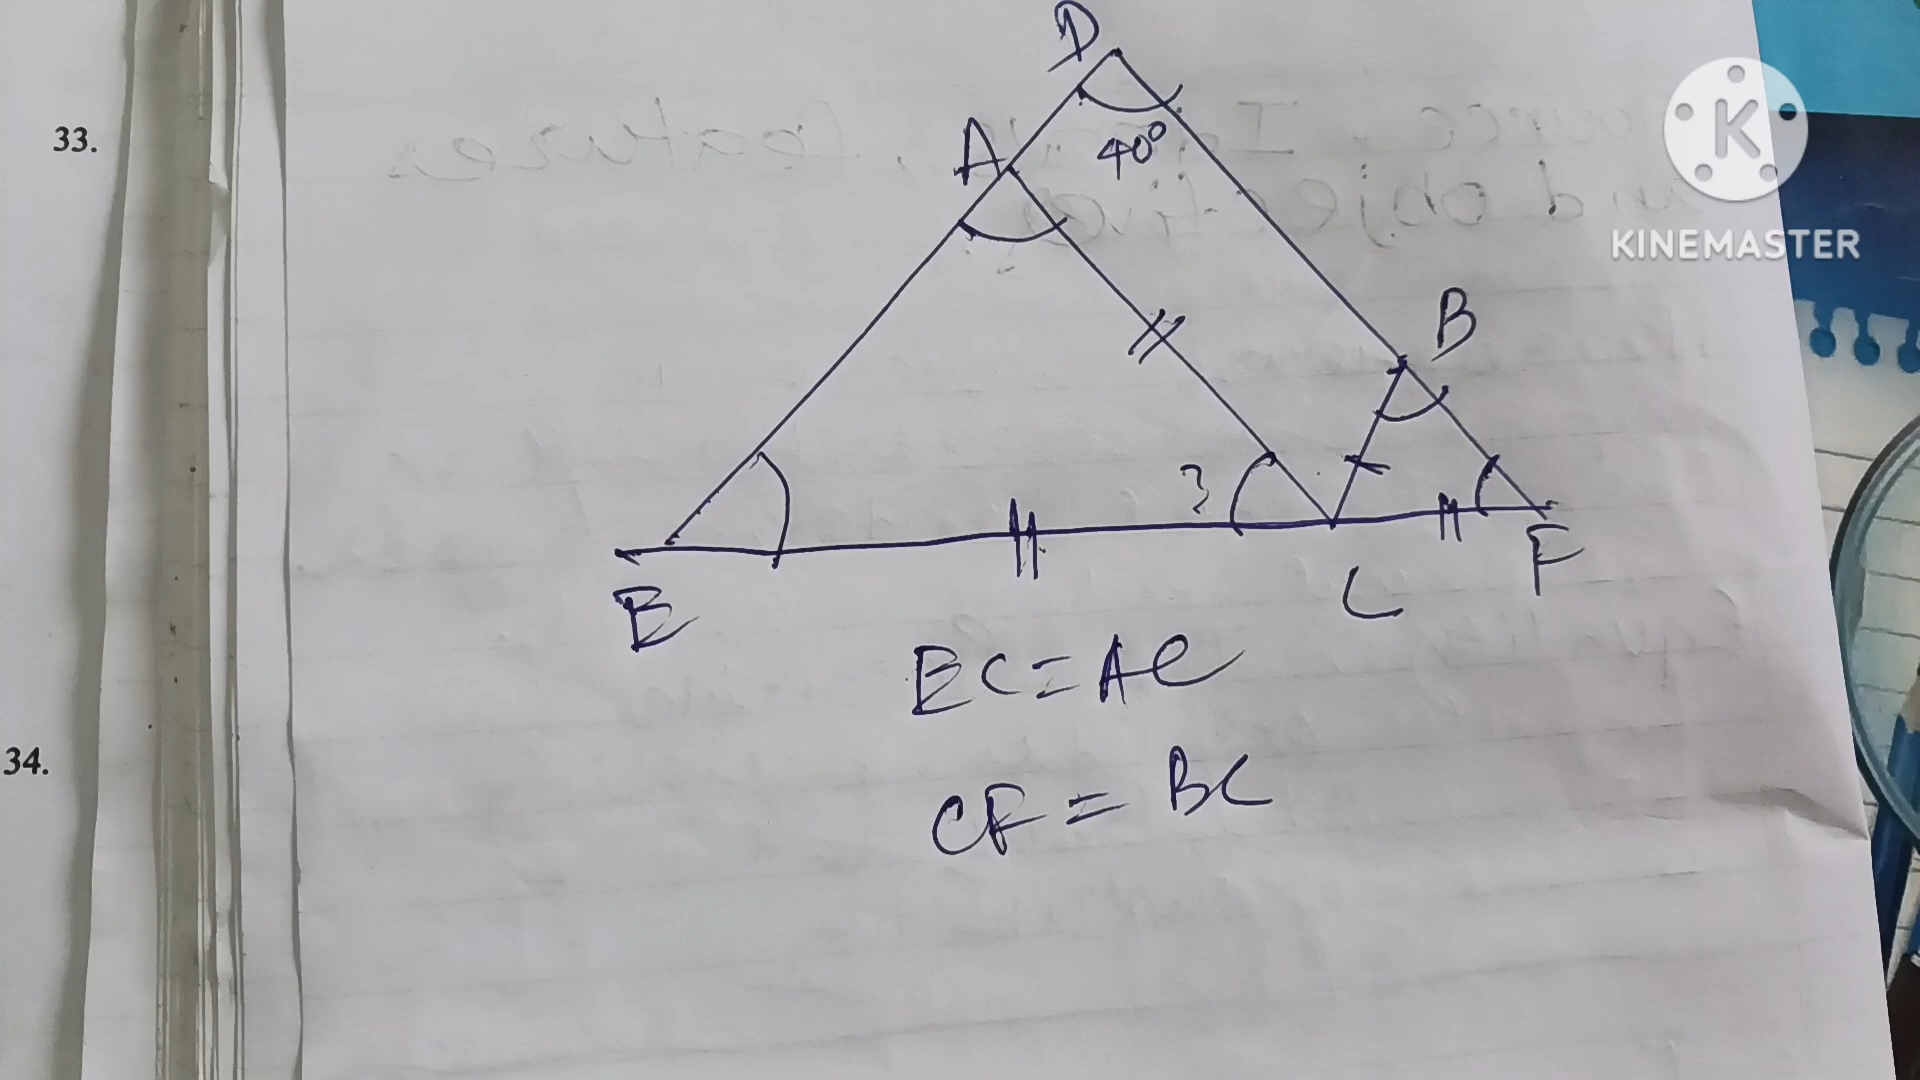 33.
D
A
40°
B
?
E
C
F
EC = AC
CF = BC
34.
KINEMASTER